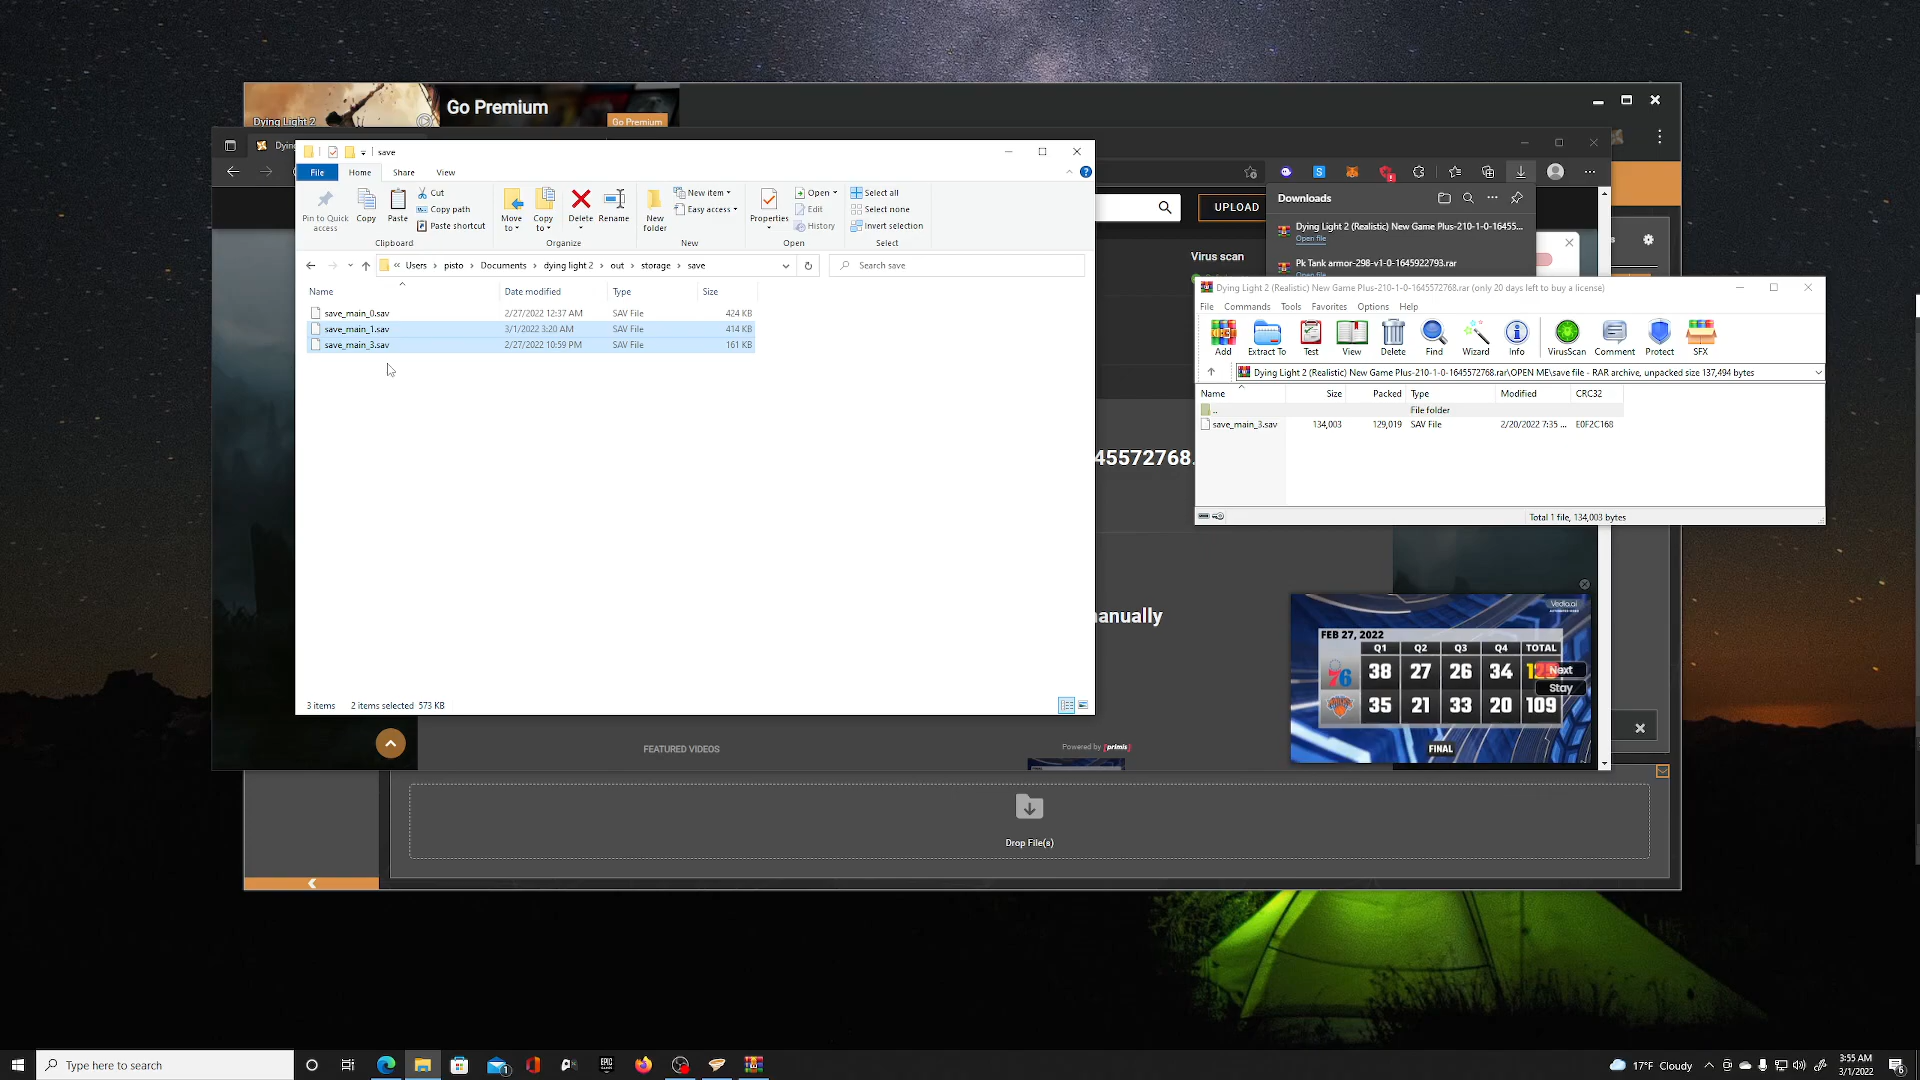 Dying Light 2
Go Premium
Go Premium
Dyin
save
File
Home
Share
View
Pin to Quick access
Copy
Paste
Cut
Copy path
Paste shortcut
Clipboard
Move to
Copy to
Delete
Rename
Organize
New folder
New item
Easy access
New
Properties
Open
Edit
History
Open
Select all
Select none
Invert selection
Select
« Users › pisto › Documents › dying light 2 › out › storage › save
Search save
Name Date modified Type Size
save_main_0.sav 2/27/2022 12:37 AM SAV File 424 KB
save_main_1.sav 3/1/2022 3:20 AM SAV File 414 KB
save_main_3.sav 2/27/2022 10:59 PM SAV File 161 KB
3 items 2 items selected 573 KB
UPLOAD
Virus scan
45572768.
anually
FEATURED VIDEOS
Powered by [primis]
Downloads
Dying Light 2 (Realistic) New Game Plus-210-1-0-16455...
Open file
Pk Tank armor-298-v1-0-1645922793.rar
Dying Light 2 (Realistic) New Game Plus-210-1-0-1645572768.rar (only 20 days left to buy a license)
File Commands Tools Favorites Options Help
Add Extract To Test View Delete Find Wizard Info VirusScan Comment Protect SFX
Dying Light 2 (Realistic) New Game Plus-210-1-0-1645572768.rar\OPEN ME\save file - RAR archive, unpacked size 137,494 bytes
Name Size Packed Type Modified CRC32
.. File folder
save_main_3.sav 134,003 129,019 SAV File 2/20/2022 7:35 ... E0F2C168
Total 1 file, 134,003 bytes
Vedia.ai
FEB 27, 2022
Q1 Q2 Q3 Q4 TOTAL
76 38 27 26 34
35 21 33 20 109
Next
Stay
FINAL
Drop File(s)
Type here to search
EPIC GAMES
17°F Cloudy
3:55 AM
3/1/2022
6